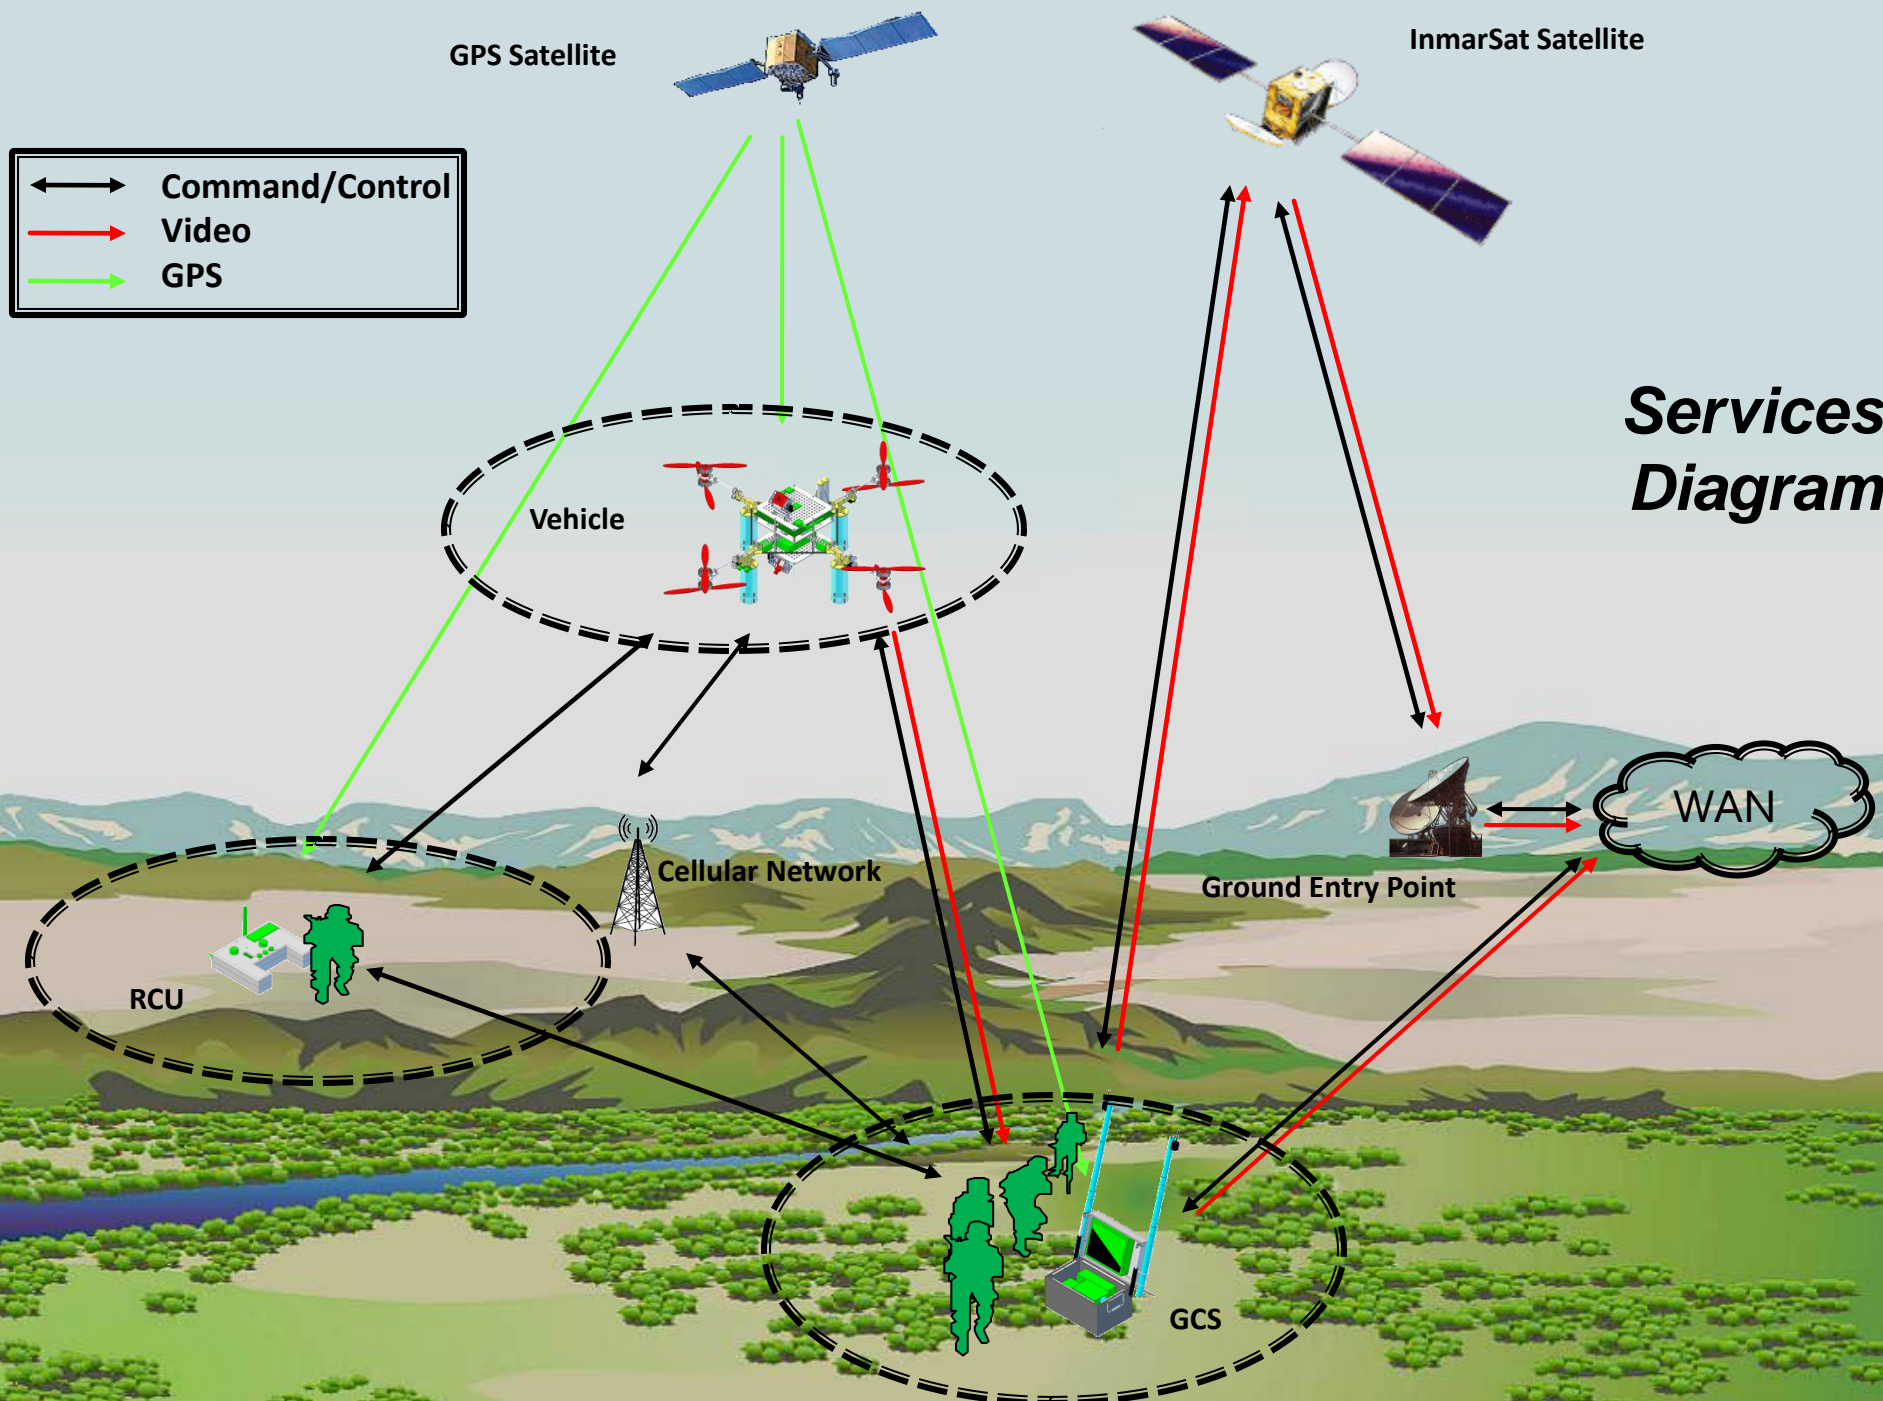 GPS Satellite
InmarSat Satellite
Command/Control
Video
GPS
Services
Diagram
Vehicle
WAN
Cellular Network
Ground Entry Point
RCU
GCS